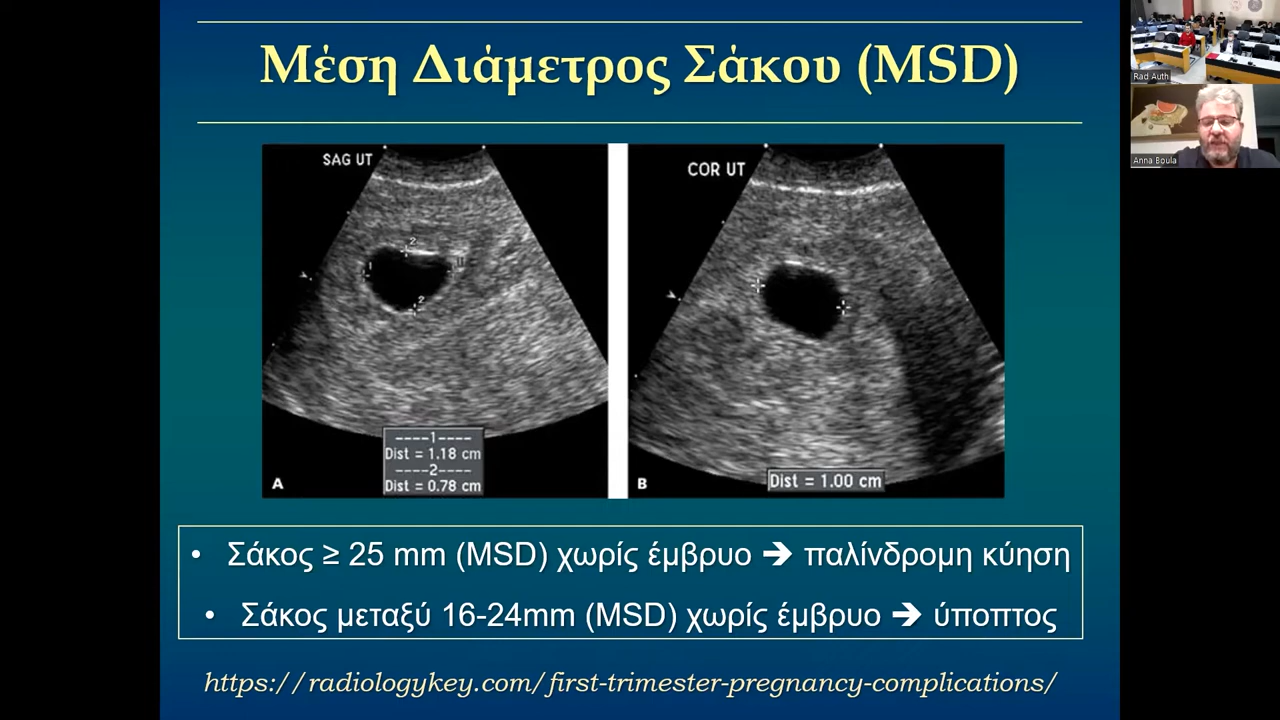 Μέση Διάμετρος Σάκου (MSD)
SAG UT
2
2
----1----
Dist = 1.18 cm
----2----
Dist = 0.78 cm
A
COR UT
Dist = 1.00 cm
B
• Σάκος ≥ 25 mm (MSD) χωρίς έμβρυο ➔ παλίνδρομη κύηση
• Σάκος μεταξύ 16-24mm (MSD) χωρίς έμβρυο ➔ ύποπτος
https://radiologykey.com/first-trimester-pregnancy-complications/
Rad Auth
Anna Boula